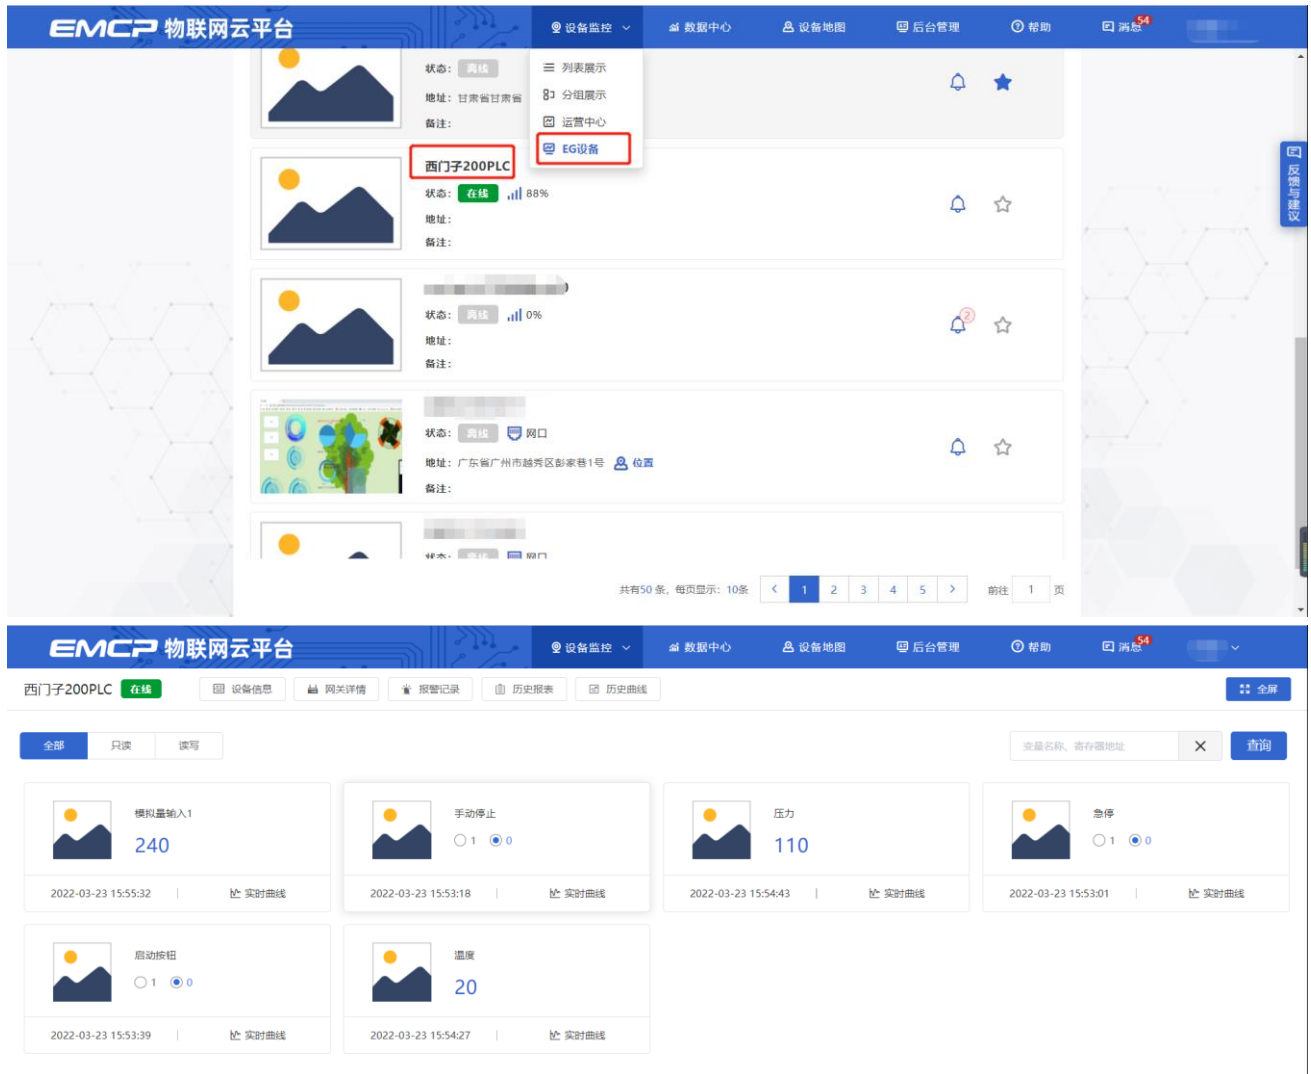 EMCP 物联网云平台
设备监控 数据中心 设备地图 后台管理 帮助 消息 54
状态： 离线
列表展示
地址：甘肃省甘肃省
分组展示
备注：
运营中心
EG设备
西门子200PLC
状态： 在线 88%
地址：
备注：
反馈与建议
状态： 离线 0%
地址：
备注：
2
状态： 离线 网口
地址：广东省广州市越秀区彭家巷1号 位置
备注：
状态： 离线 网口
共有50 条，每页显示：10条 < 1 2 3 4 5 > 前往 1 页
EMCP 物联网云平台
设备监控 数据中心 设备地图 后台管理 帮助 消息 54
西门子200PLC 在线 设备信息 网关详情 报警记录 历史报表 历史曲线 全屏
全部 只读 读写 变量名称、寄存器地址 查询
模拟量输入1
240
2022-03-23 15:55:32 | 实时曲线
手动停止
1 0
2022-03-23 15:53:18 | 实时曲线
压力
110
2022-03-23 15:54:43 | 实时曲线
急停
1 0
2022-03-23 15:53:01 | 实时曲线
启动按钮
1 0
2022-03-23 15:53:39 | 实时曲线
温度
20
2022-03-23 15:54:27 | 实时曲线